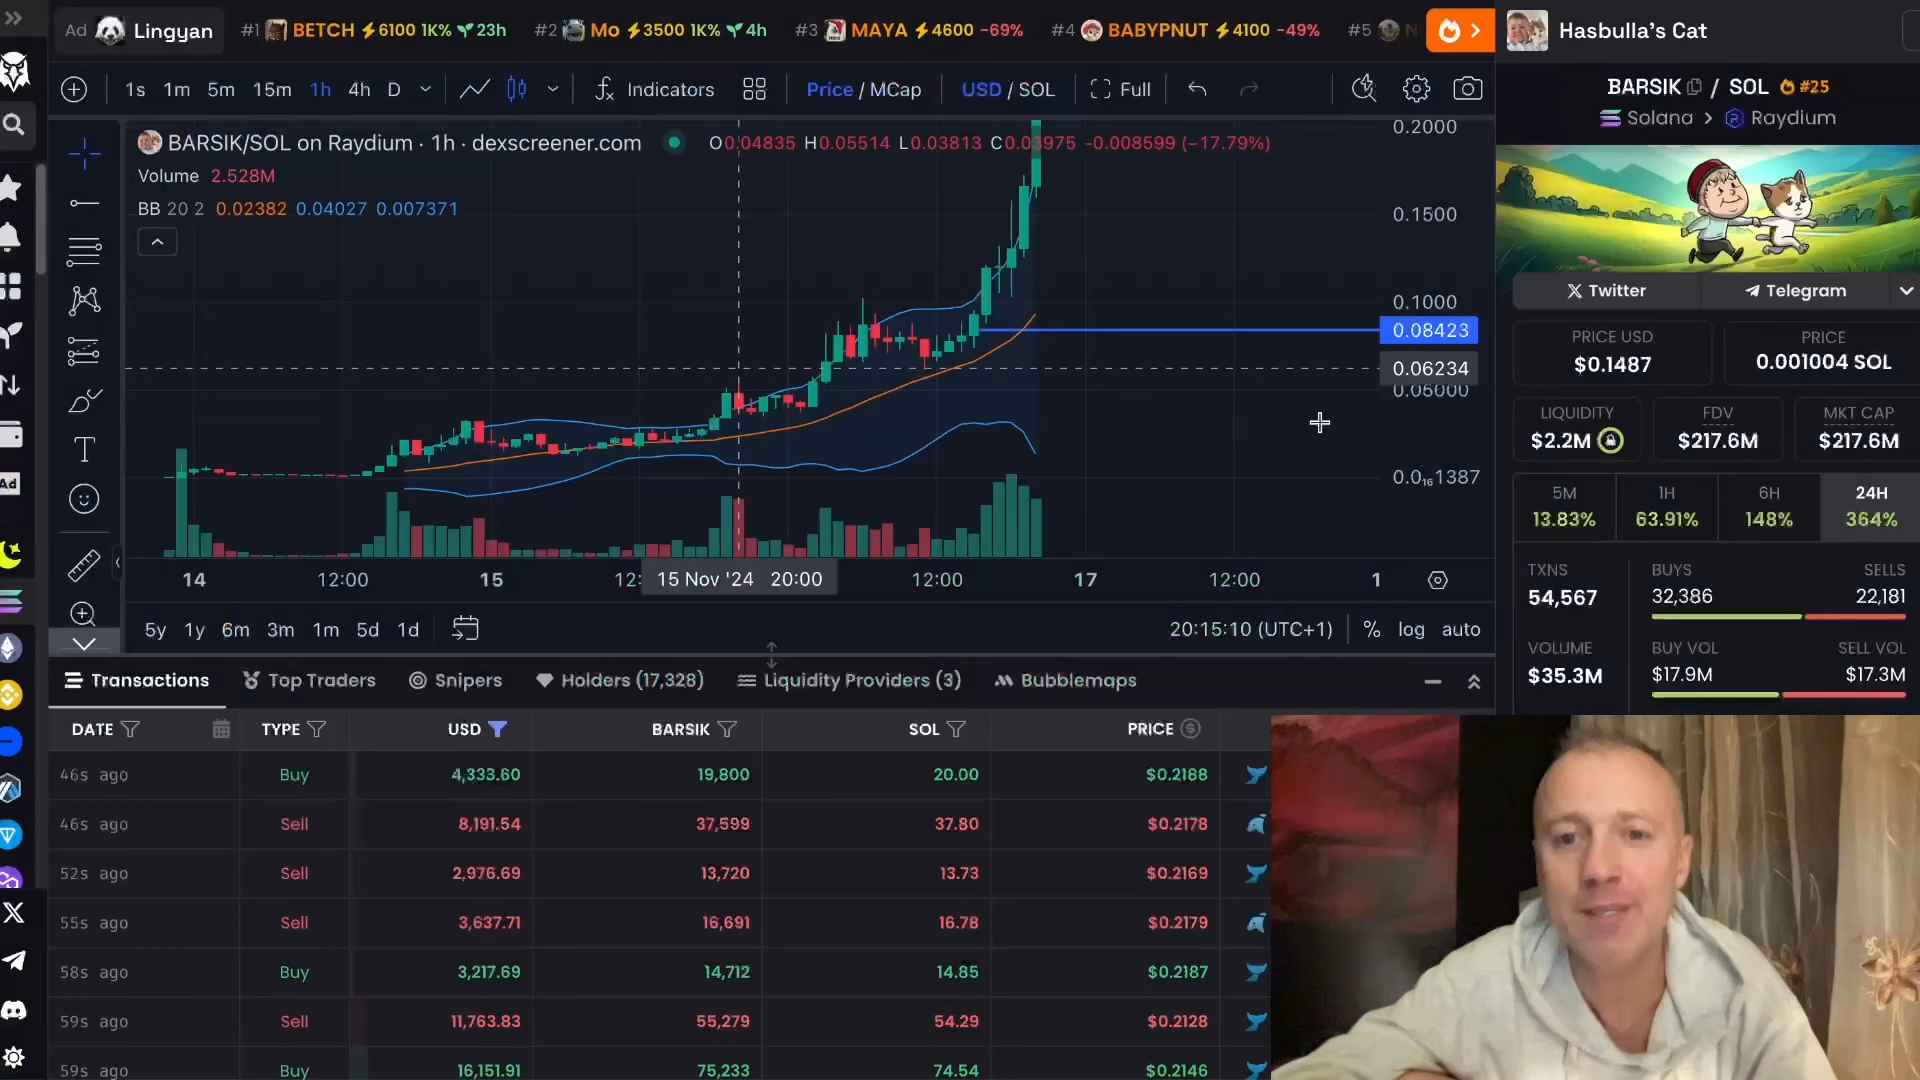 Ad Lingyan #1 BETCH 6100 1K% 23h #2 Mo 3500 1K% 4h #3 MAYA 4600 -69% #4 BABYPNUT 4100 -49% #5
Hasbulla's Cat
1s 1m 5m 15m 1h 4h D Indicators Price / MCap USD / SOL Full
BARSIK / SOL #25
Solana > Raydium
BARSIK/SOL on Raydium · 1h · dexscreener.com O0.04835 H0.05514 L0.03813 C0.03975 -0.008599 (−17.79%)
Volume 2.528M
BB 20 2 0.02382 0.04027 0.007371
0.2000
0.1500
0.1000
0.08423
0.06234
0.05000
0.0₁₆1387
14 12:00 15 12: 15 Nov '24 20:00 12:00 17 12:00 1
5y 1y 6m 3m 1m 5d 1d 20:15:10 (UTC+1) % log auto
Twitter Telegram
PRICE USD PRICE
$0.1487 0.001004 SOL
LIQUIDITY FDV MKT CAP
$2.2M $217.6M $217.6M
5M 1H 6H 24H
13.83% 63.91% 148% 364%
TXNS BUYS SELLS
54,567 32,386 22,181
VOLUME BUY VOL SELL VOL
$35.3M $17.9M $17.3M
Transactions Top Traders Snipers Holders (17,328) Liquidity Providers (3) Bubblemaps
DATE TYPE USD BARSIK SOL PRICE
46s ago Buy 4,333.60 19,800 20.00 $0.2188
46s ago Sell 8,191.54 37,599 37.80 $0.2178
52s ago Sell 2,976.69 13,720 13.73 $0.2169
55s ago Sell 3,637.71 16,691 16.78 $0.2179
58s ago Buy 3,217.69 14,712 14.85 $0.2187
59s ago Sell 11,763.83 55,279 54.29 $0.2128
59s ago Buy 16,151.91 75,233 74.54 $0.2146
Ad